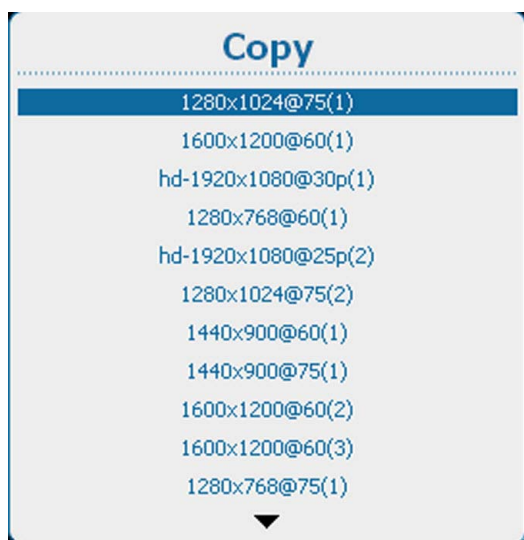 Copy
1280x1024@75(1)
1600x1200@60(1)
hd-1920x1080@30p(1)
1280x768@60(1)
hd-1920x1080@25p(2)
1280x1024@75(2)
1440x900@60(1)
1440x900@75(1)
1600x1200@60(2)
1600x1200@60(3)
1280x768@75(1)